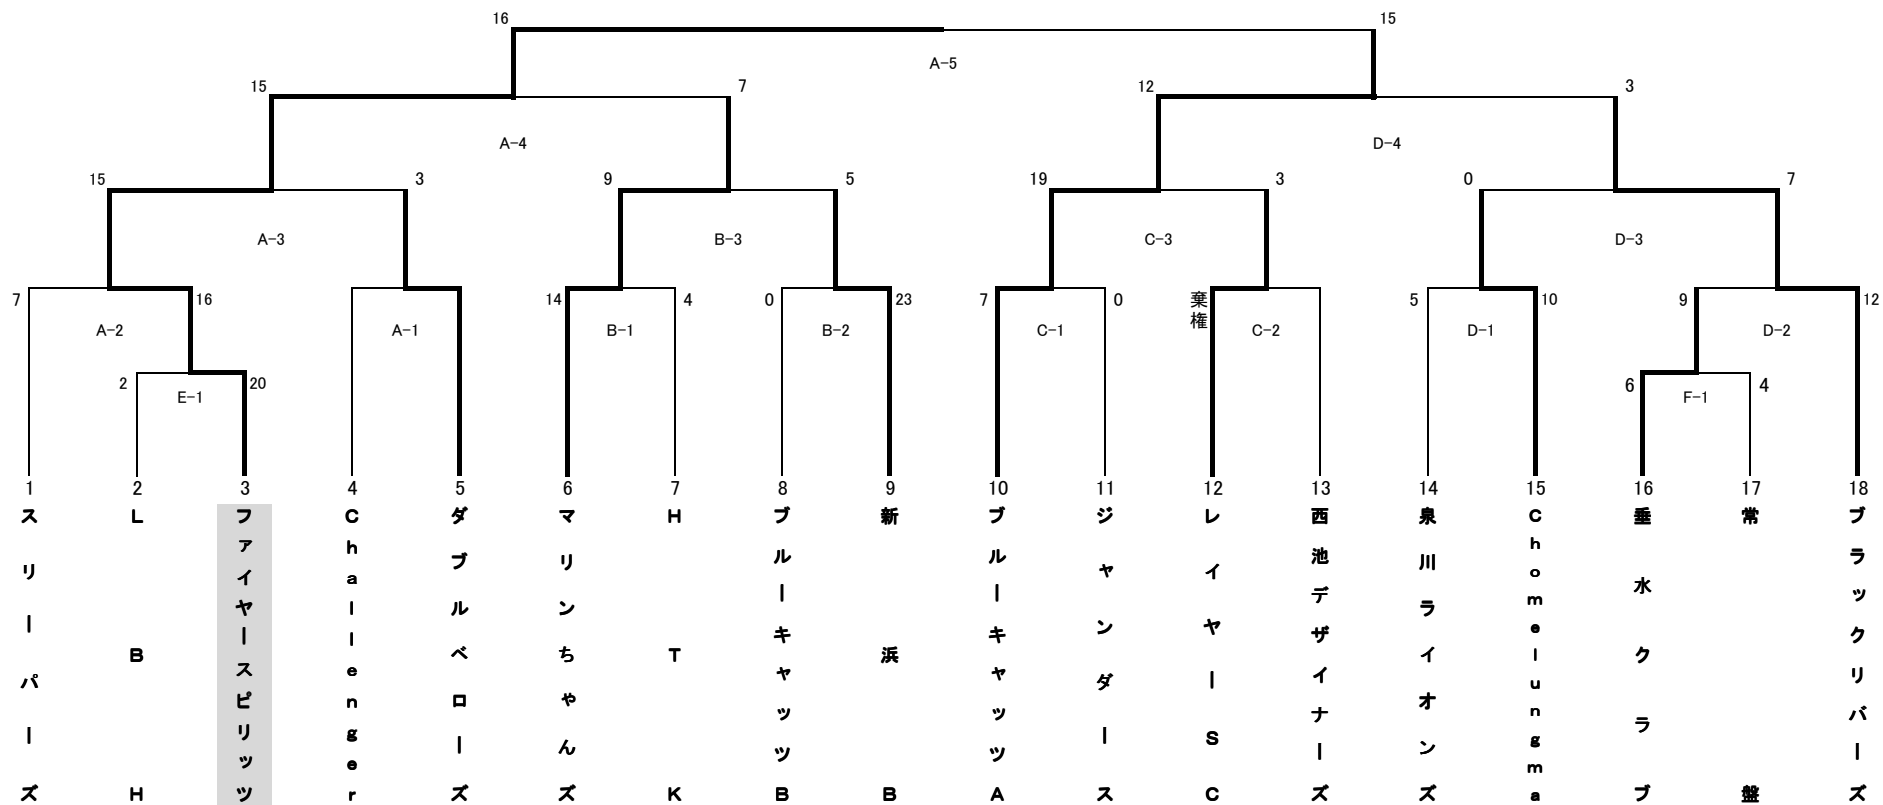 16 15
A-5
15 7 12 3
A-4 D-4
15 3 9 5 19 3 0 7
A-3 B-3 C-3 D-3
7 16 14 4 0 23 7 0 棄権 5 10 9 12
A-2 A-1 B-1 B-2 C-1 C-2 D-1 D-2
2 20 6 4
E-1 F-1
1 2 3 4 5 6 7 8 9 10 11 12 13 14 15 16 17 18
スリーパーズ
LBH
ファイヤースピリッツ
Challenger
ダブルベローズ
マリンちゃんズ
HTK
ブルーキャッツB
新浜B
ブルーキャッツA
ジャンダース
レイヤーSC
西池デザイナーズ
泉川ライオンズ
Chomelungma
垂水クラブ
常盤
ブラックリバーズ